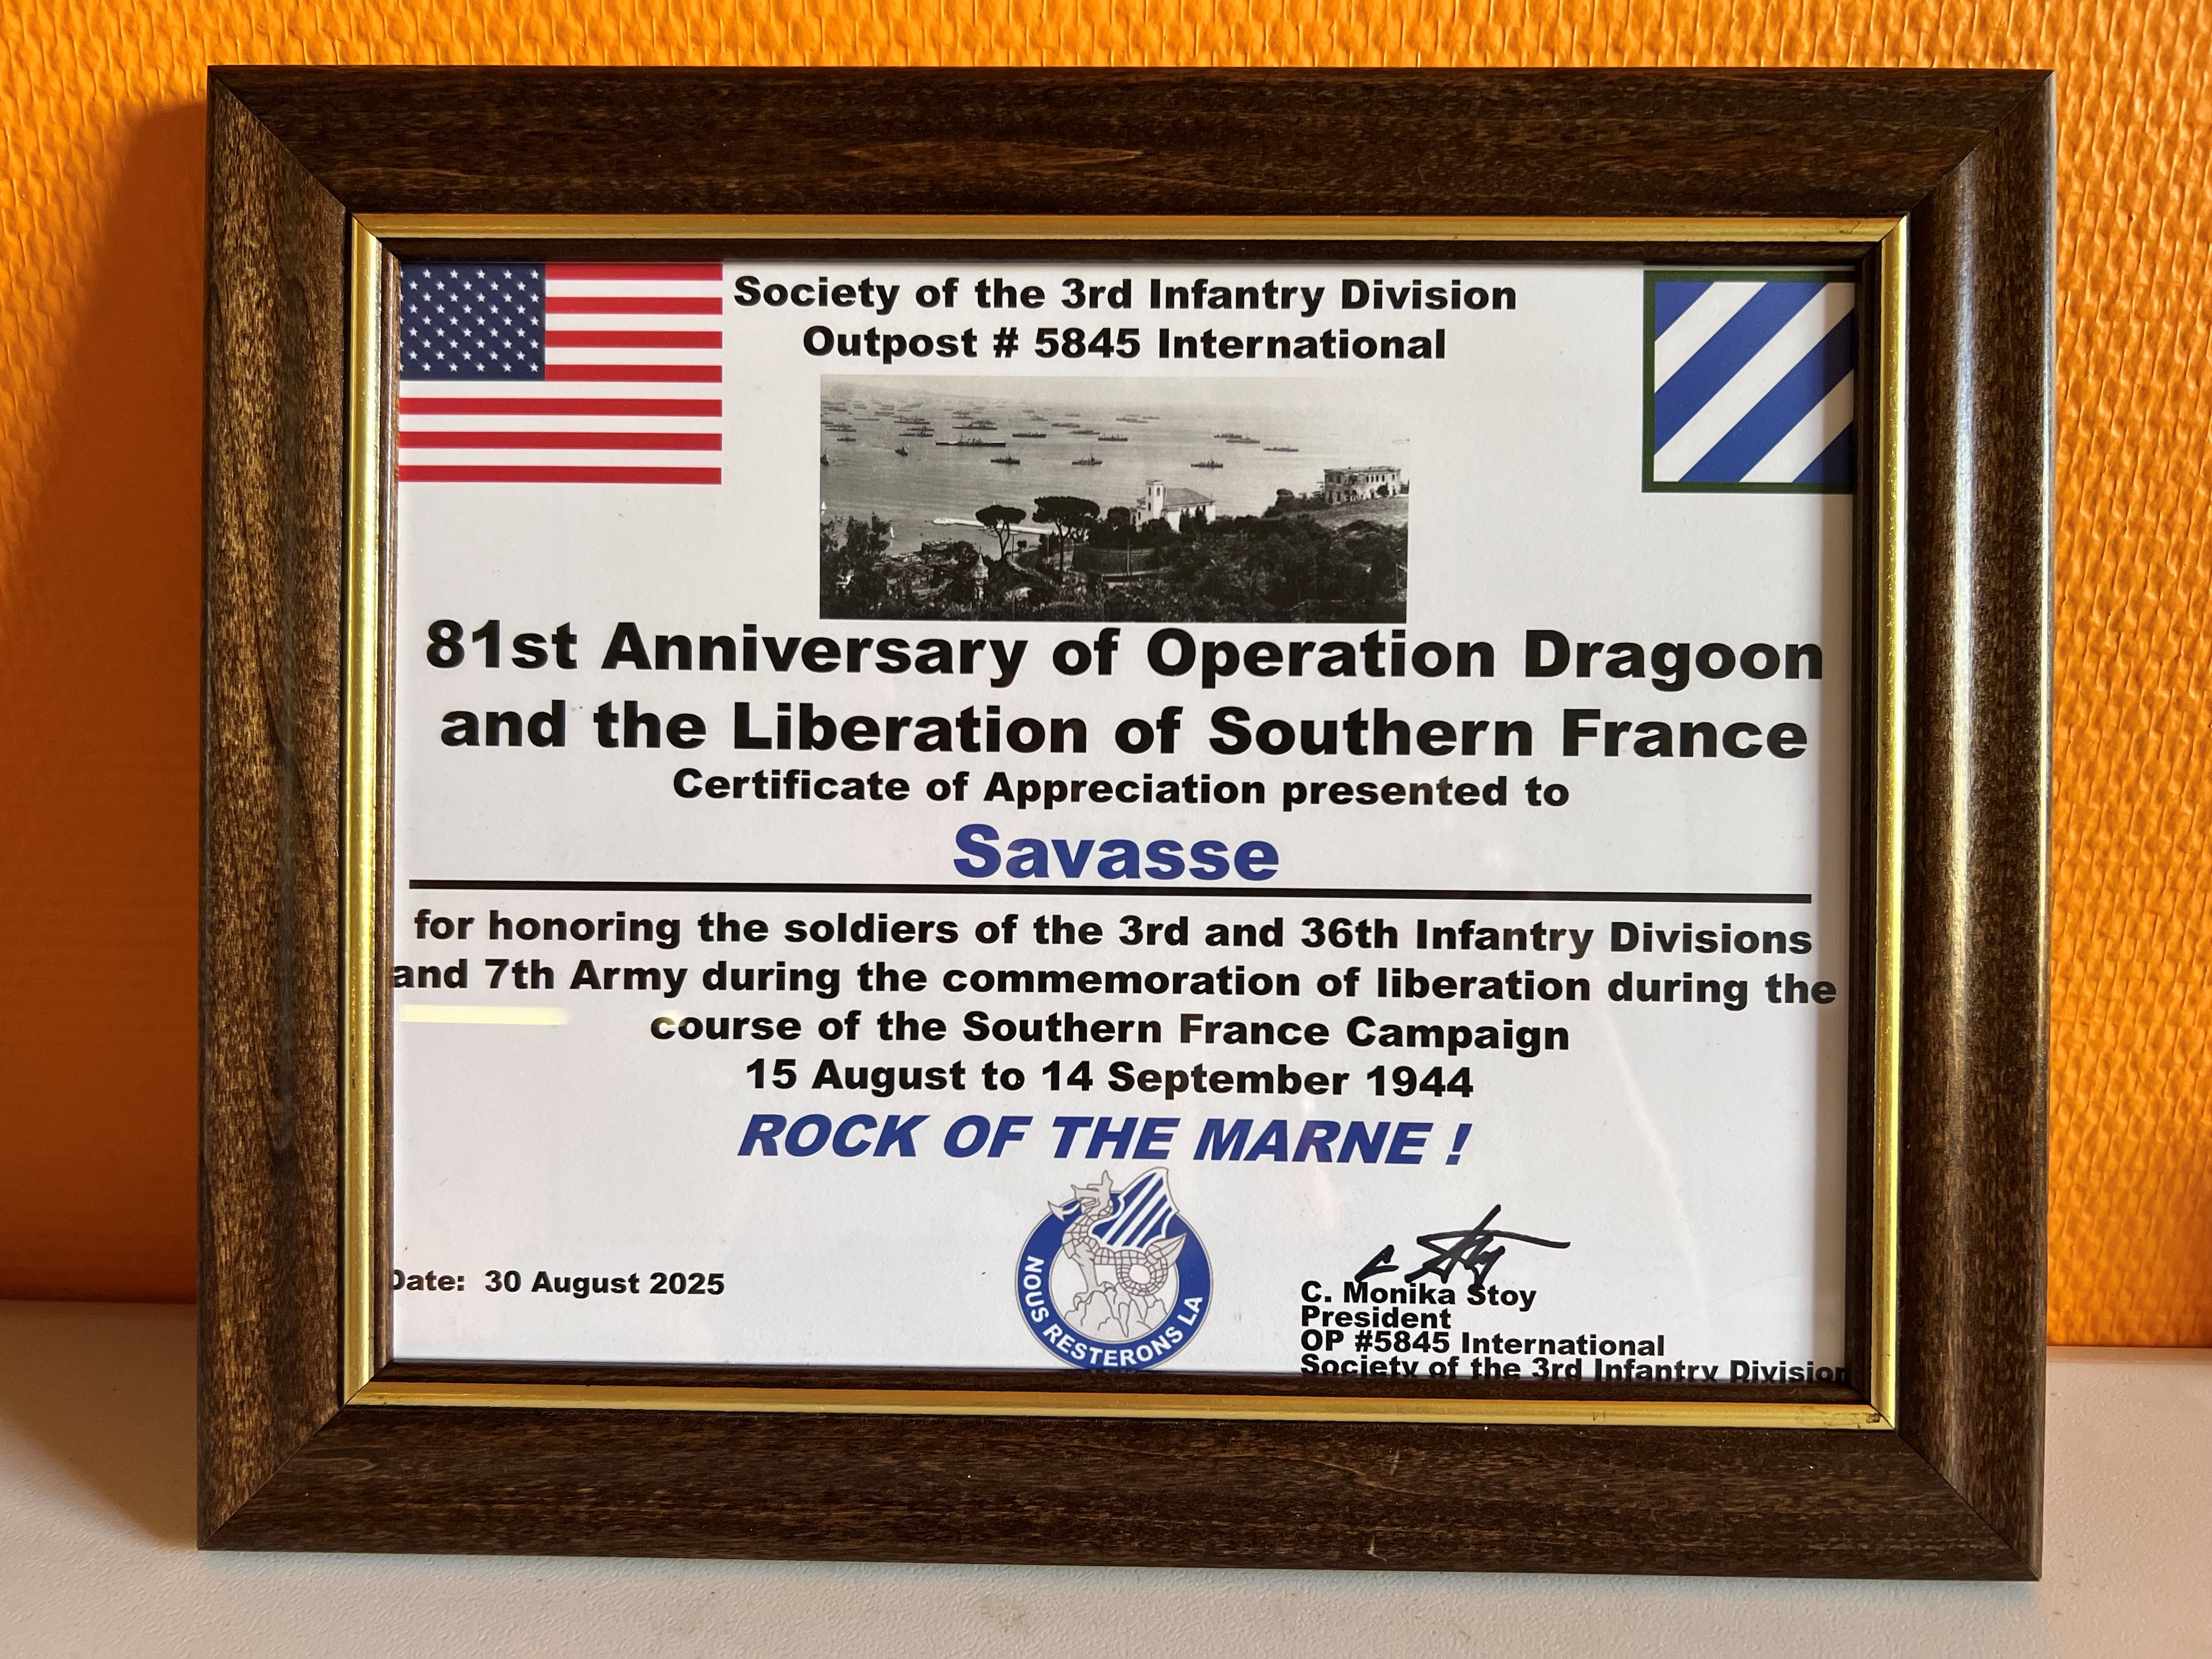 Society of the 3rd Infantry Division
Outpost # 5845 International
81st Anniversary of Operation Dragoon
and the Liberation of Southern France
Certificate of Appreciation presented to
Savasse
for honoring the soldiers of the 3rd and 36th Infantry Divisions
and 7th Army during the commemoration of liberation during the
course of the Southern France Campaign
15 August to 14 September 1944
ROCK OF THE MARNE !
NOUS RESTERONS LA
Date: 30 August 2025
C. Monika Stoy
President
OP #5845 International
Society of the 3rd Infantry Division